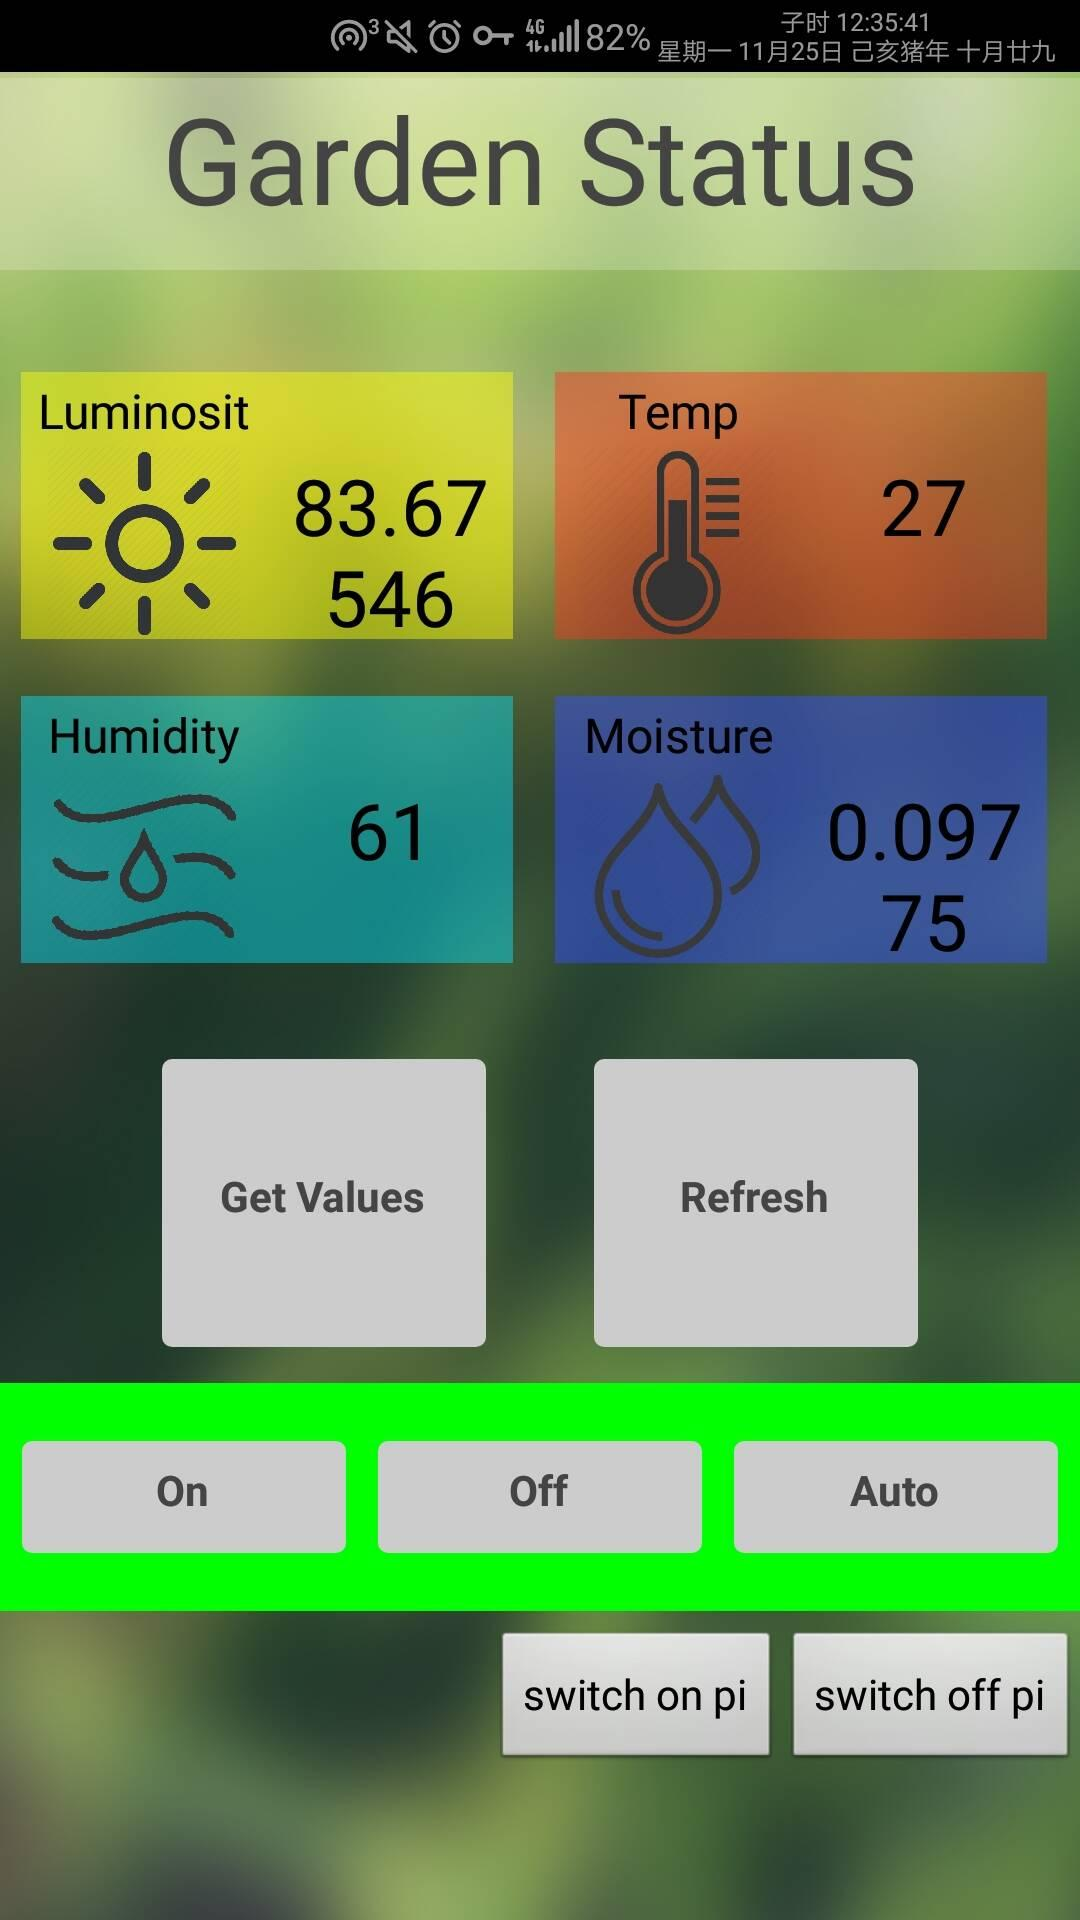 3 4G 82% 子时 12:35:41
星期一 11月25日 己亥猪年 十月廿九
Garden Status
Luminosit
83.67
546
Temp
27
Humidity
61
Moisture
0.097
75
Get Values
Refresh
On
Off
Auto
switch on pi
switch off pi